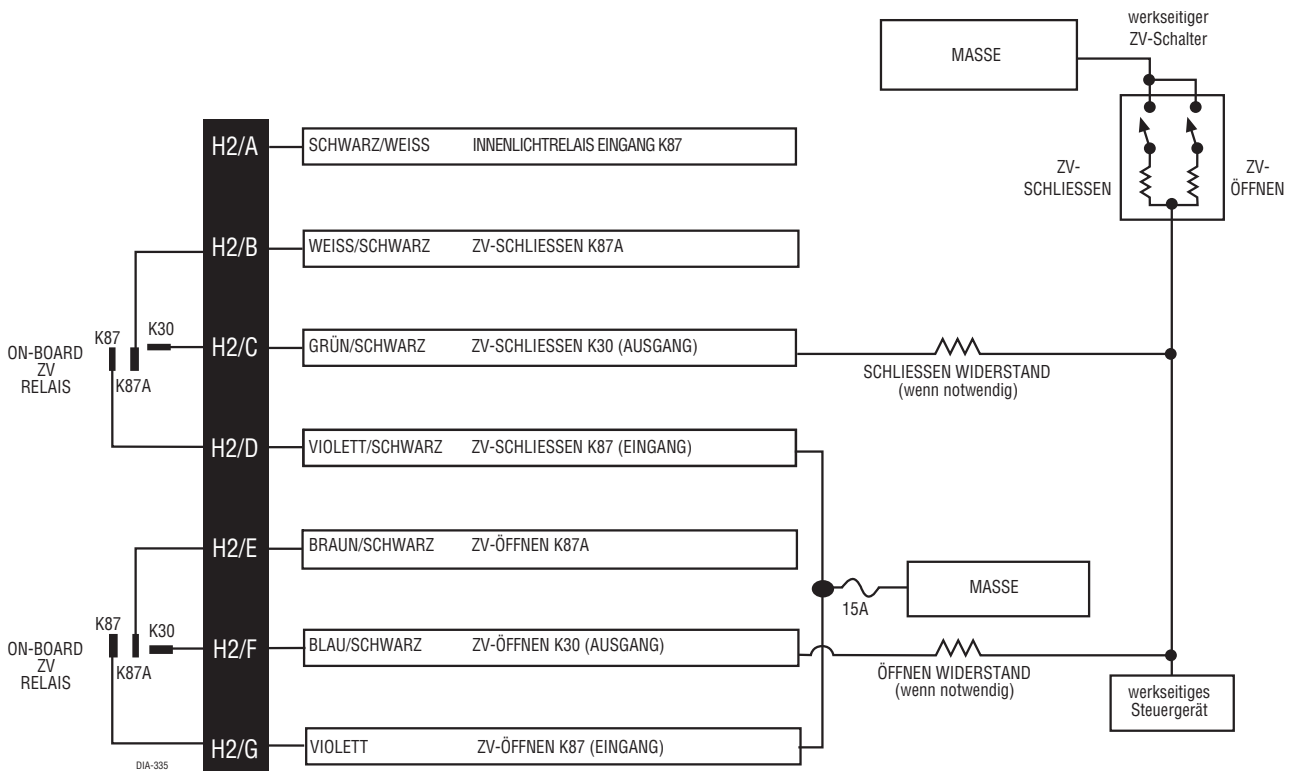 werkseitiger
ZV-Schalter
MASSE
ZV-
SCHLIESSEN
ZV-
ÖFFNEN
H2/A
SCHWARZ/WEISS INNENLICHTRELAIS EINGANG K87
H2/B
WEISS/SCHWARZ ZV-SCHLIESSEN K87A
ON-BOARD
ZV
RELAIS
K87
K30
K87A
H2/C
GRÜN/SCHWARZ ZV-SCHLIESSEN K30 (AUSGANG)
SCHLIESSEN WIDERSTAND
(wenn notwendig)
H2/D
VIOLETT/SCHWARZ ZV-SCHLIESSEN K87 (EINGANG)
H2/E
BRAUN/SCHWARZ ZV-ÖFFNEN K87A
15A
MASSE
ON-BOARD
ZV
RELAIS
K87
K30
K87A
H2/F
BLAU/SCHWARZ ZV-ÖFFNEN K30 (AUSGANG)
ÖFFNEN WIDERSTAND
(wenn notwendig)
werkseitiges
Steuergerät
H2/G
VIOLETT ZV-ÖFFNEN K87 (EINGANG)
DIA-335